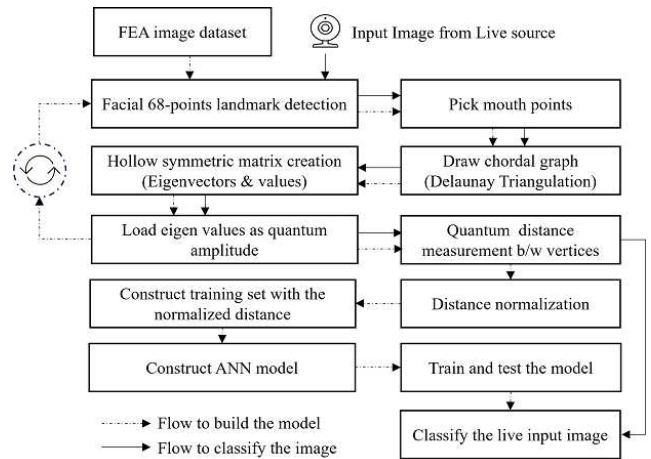 FEA image dataset
Input Image from Live source
Facial 68-points landmark detection
Pick mouth points
Hollow symmetric matrix creation
(Eigenvectors & values)
Draw chordal graph
(Delaunay Triangulation)
Load eigen values as quantum
amplitude
Quantum distance
measurement b/w vertices
Construct training set with the
normalized distance
Distance normalization
Construct ANN model
Train and test the model
Flow to build the model
Flow to classify the image
Classify the live input image